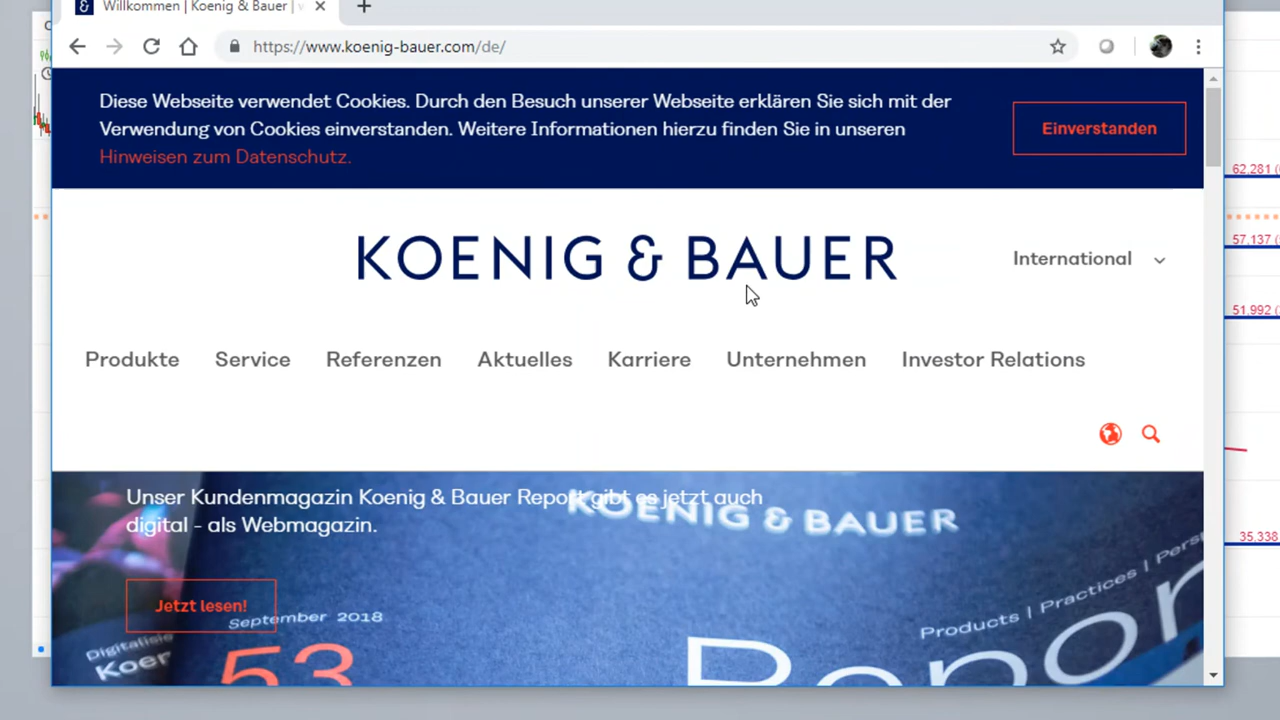 Willkommen | Koenig & Bauer |
https://www.koenig-bauer.com/de/
Diese Webseite verwendet Cookies. Durch den Besuch unserer Webseite erklären Sie sich mit der
Verwendung von Cookies einverstanden. Weitere Informationen hierzu finden Sie in unseren
Hinweisen zum Datenschutz.
Einverstanden
KOENIG & BAUER
International
Produkte Service Referenzen Aktuelles Karriere Unternehmen Investor Relations
Unser Kundenmagazin Koenig & Bauer Report gibt es jetzt auch
digital - als Webmagazin.
KOENIG & BAUER
Jetzt lesen!
September 2018
Products | Practices |
53
Report
62,281
57,137
51,992
35,338